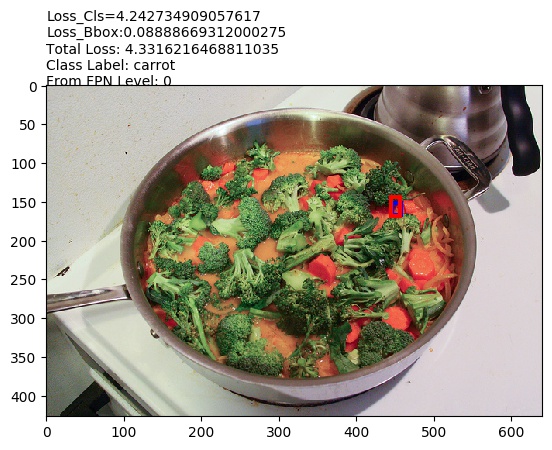 Loss_Cls=4.242734909057617
Loss_Bbox:0.08888669312000275
Total Loss: 4.3316216468811035
Class Label: carrot
From FPN Level: 0
0
50
100
150
200
250
300
350
400
0 100 200 300 400 500 600